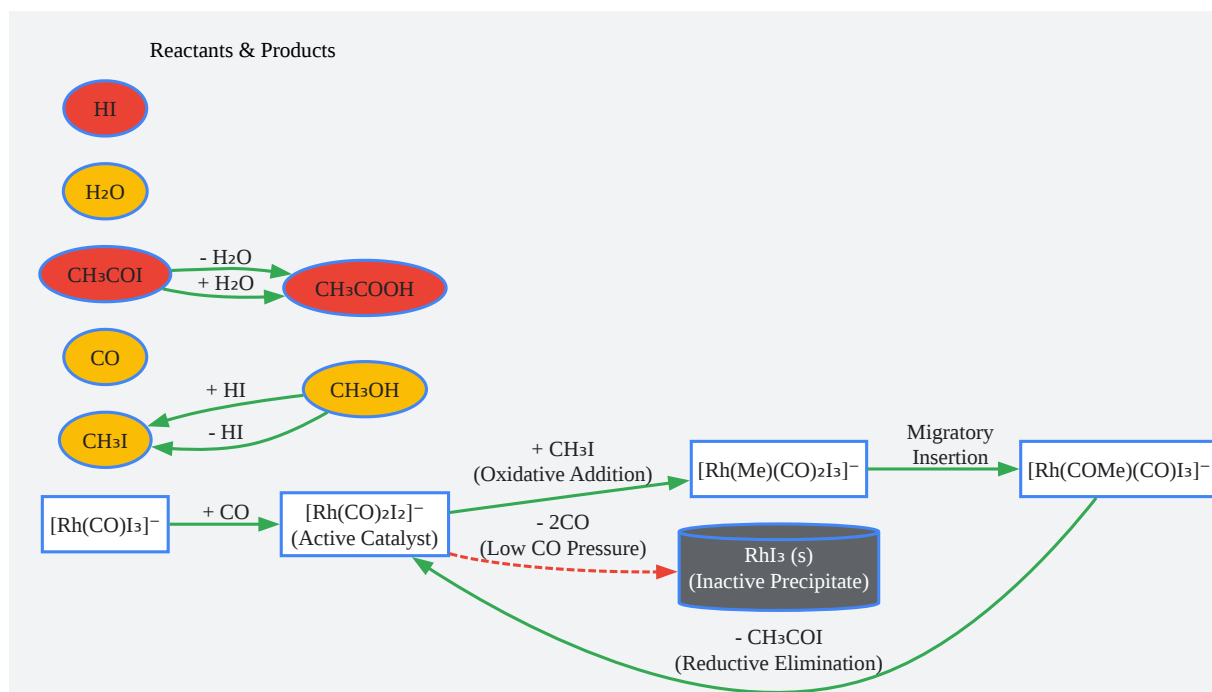 Reactants & Products
HI
H₂O
CH₃COI
- H₂O
+ H₂O
CH₃COOH
CO
+ HI
CH₃OH
- HI
CH₃I
+ CH₃I
(Oxidative Addition)
[Rh(Me)(CO)₂I₃]⁻
Migratory
Insertion
[Rh(COMe)(CO)I₃]⁻
[Rh(CO)I₃]⁻
+ CO
[Rh(CO)₂I₂]⁻
(Active Catalyst)
- 2CO
(Low CO Pressure)
RhI₃ (s)
(Inactive Precipitate)
- CH₃COI
(Reductive Elimination)